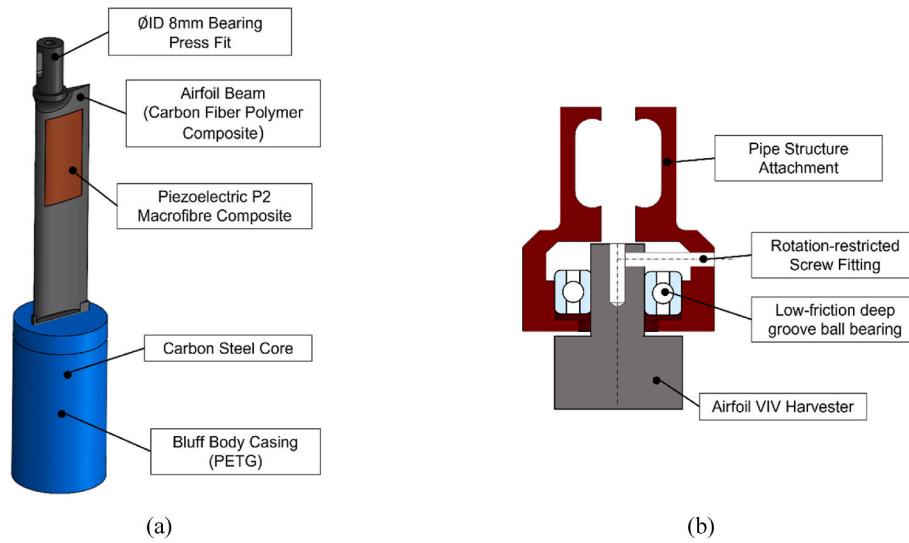 ØID 8mm Bearing
Press Fit
Airfoil Beam
(Carbon Fiber Polymer
Composite)
Piezoelectric P2
Macrofibre Composite
Carbon Steel Core
Bluff Body Casing
(PETG)
(a)
Pipe Structure
Attachment
Rotation-restricted
Screw Fitting
Low-friction deep
groove ball bearing
Airfoil VIV Harvester
(b)